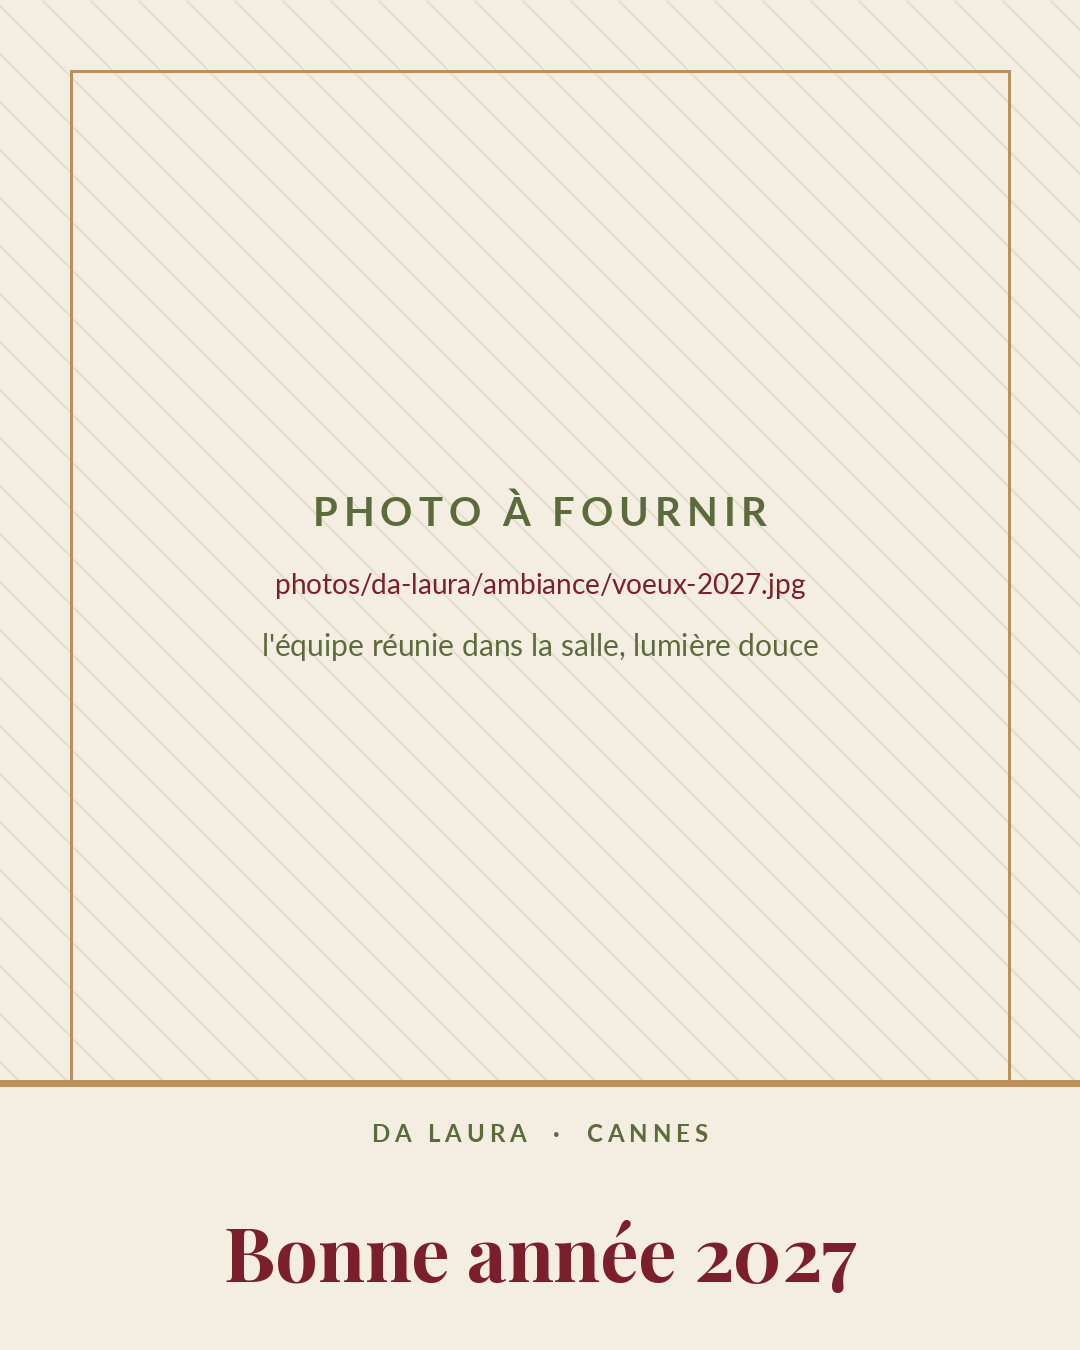 PHOTO À FOURNIR
photos/da-laura/ambiance/voeux-2027.jpg
l'équipe réunie dans la salle, lumière douce
DA LAURA · CANNES
Bonne année 2027